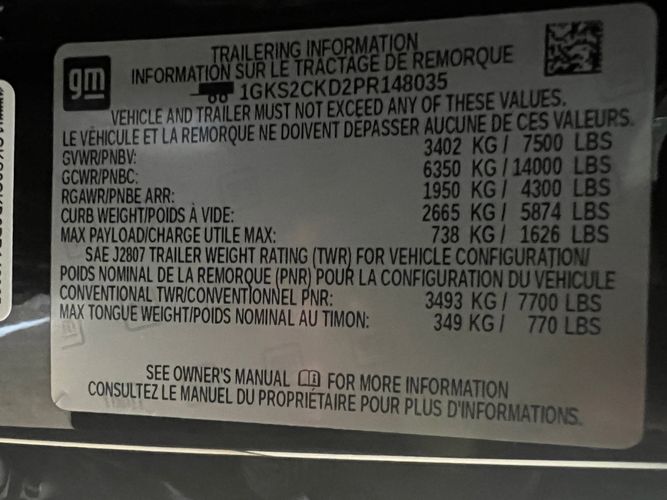 gm
TRAILERING INFORMATION
INFORMATION SUR LE TRACTAGE DE REMORQUE
1GKS2CKD2PR148035
VEHICLE AND TRAILER MUST NOT EXCEED ANY OF THESE VALUES.
LE VÉHICULE ET LA REMORQUE NE DOIVENT DÉPASSER AUCUNE DE CES VALEURS.
GVWR/PNBV: 3402 KG / 7500 LBS
GCWR/PNBC: 6350 KG / 14000 LBS
RGAWR/PNBE ARR: 1950 KG / 4300 LBS
CURB WEIGHT/POIDS À VIDE: 2665 KG / 5874 LBS
MAX PAYLOAD/CHARGE UTILE MAX: 738 KG / 1626 LBS
SAE J2807 TRAILER WEIGHT RATING (TWR) FOR VEHICLE CONFIGURATION/
POIDS NOMINAL DE LA REMORQUE (PNR) POUR LA CONFIGURATION DU VÉHICULE
CONVENTIONAL TWR/CONVENTIONNEL PNR: 3493 KG / 7700 LBS
MAX TONGUE WEIGHT/POIDS NOMINAL AU TIMON: 349 KG / 770 LBS
SEE OWNER'S MANUAL FOR MORE INFORMATION
CONSULTEZ LE MANUEL DU PROPRIÉTAIRE POUR PLUS D'INFORMATIONS.